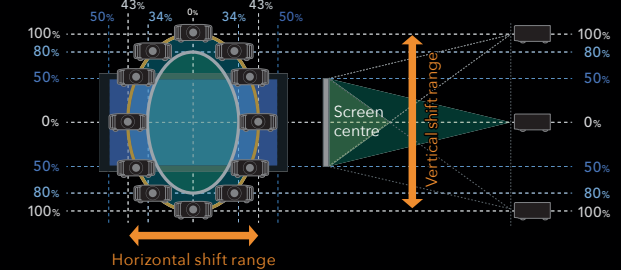 43% 0% 43%
50% 34% 34% 50%
100% 100%
80% 80%
50% 50%
Screen
centre
0% 0%
Vertical shift range
50% 50%
80% 80%
100% 100%
Horizontal shift range